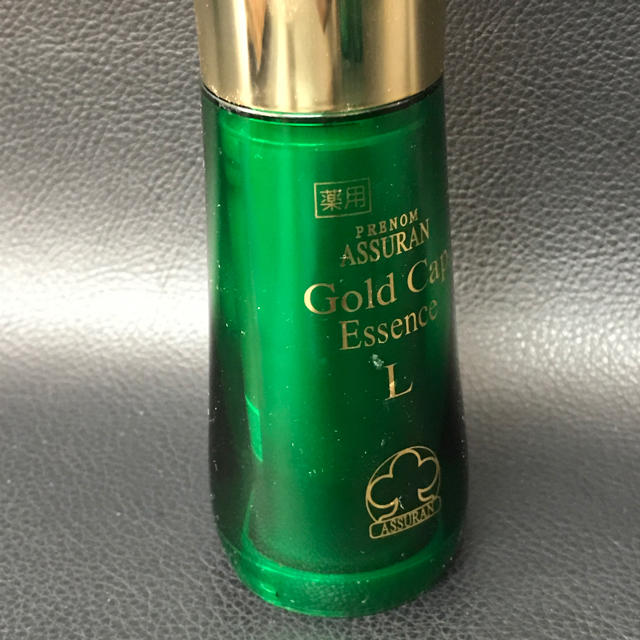 薬用
PRENOM
ASSURAN
Gold Cap
Essence
L
ASSURAN